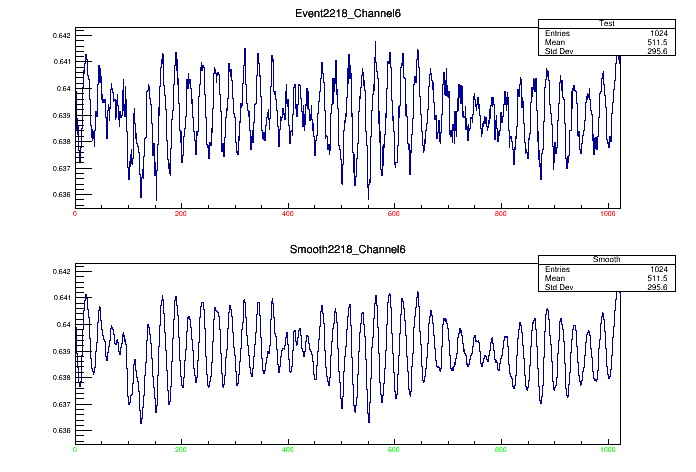 Event2218_Channel6
Test
Entries 1024
Mean 511.5
Std Dev 295.6
0.642
0.641
0.64
0.639
0.638
0.637
0.636
0 200 400 600 800 1000
Smooth2218_Channel6
Smooth
Entries 1024
Mean 511.5
Std Dev 295.6
0.642
0.641
0.64
0.639
0.638
0.637
0.636
0 200 400 600 800 1000